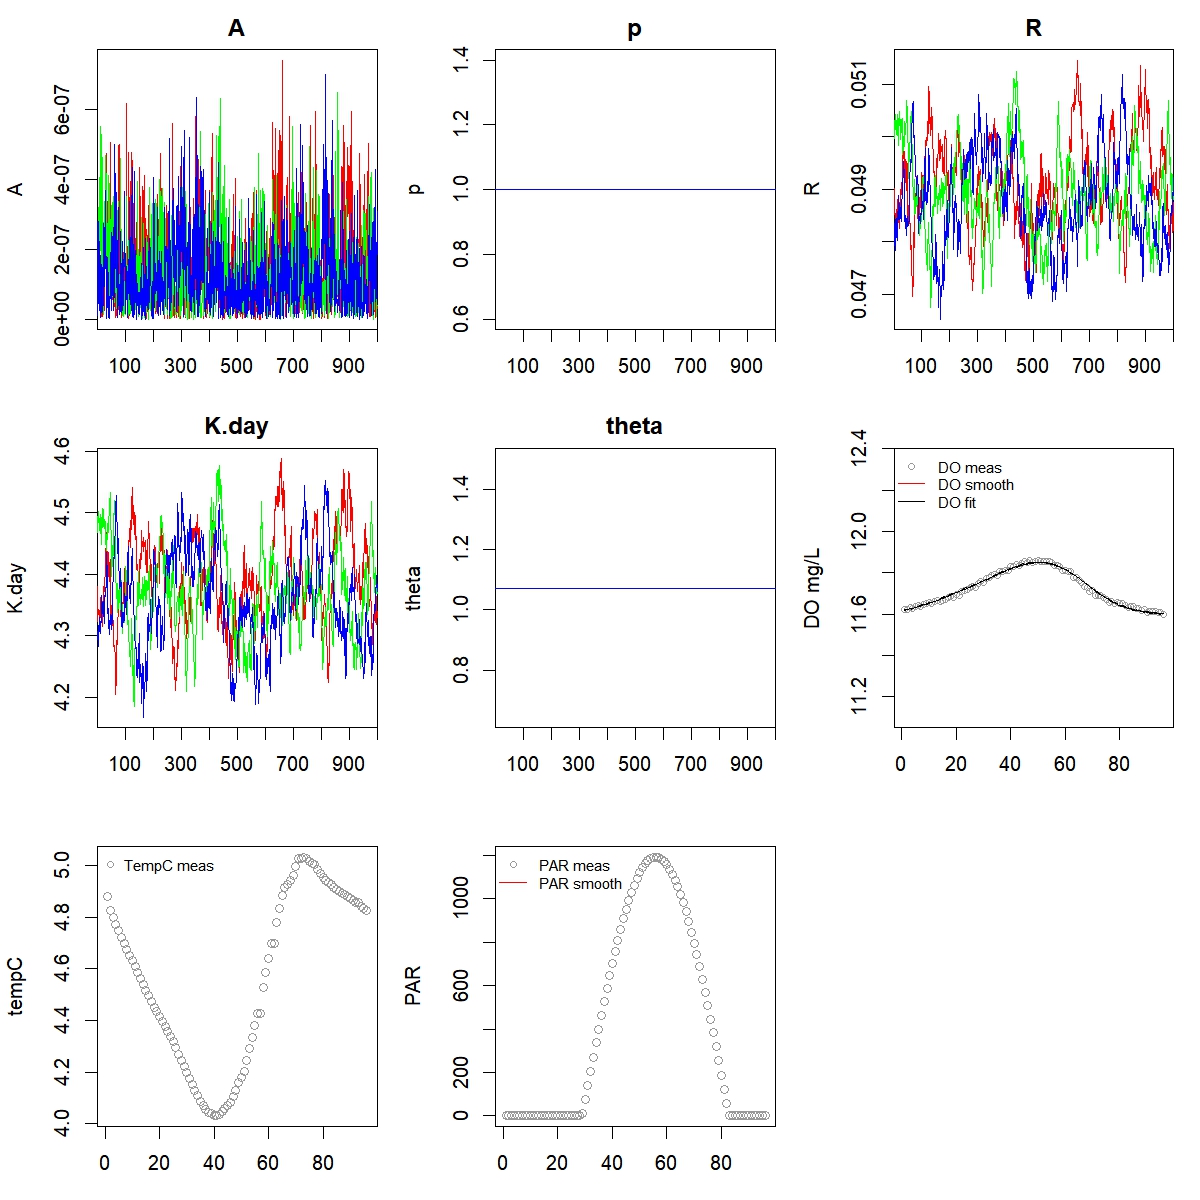 A
A
0e+00 2e-07 4e-07 6e-07
100 300 500 700 900
p
p
0.6 0.8 1.0 1.2 1.4
100 300 500 700 900
R
R
0.047 0.049 0.051
100 300 500 700 900
K.day
K.day
4.2 4.3 4.4 4.5 4.6
100 300 500 700 900
theta
theta
0.8 1.0 1.2 1.4
100 300 500 700 900
DO meas
DO smooth
DO fit
DO mg/L
11.2 11.6 12.0 12.4
0 20 40 60 80
TempC meas
tempC
4.0 4.2 4.4 4.6 4.8 5.0
0 20 40 60 80
PAR meas
PAR smooth
PAR
0 200 600 1000
0 20 40 60 80